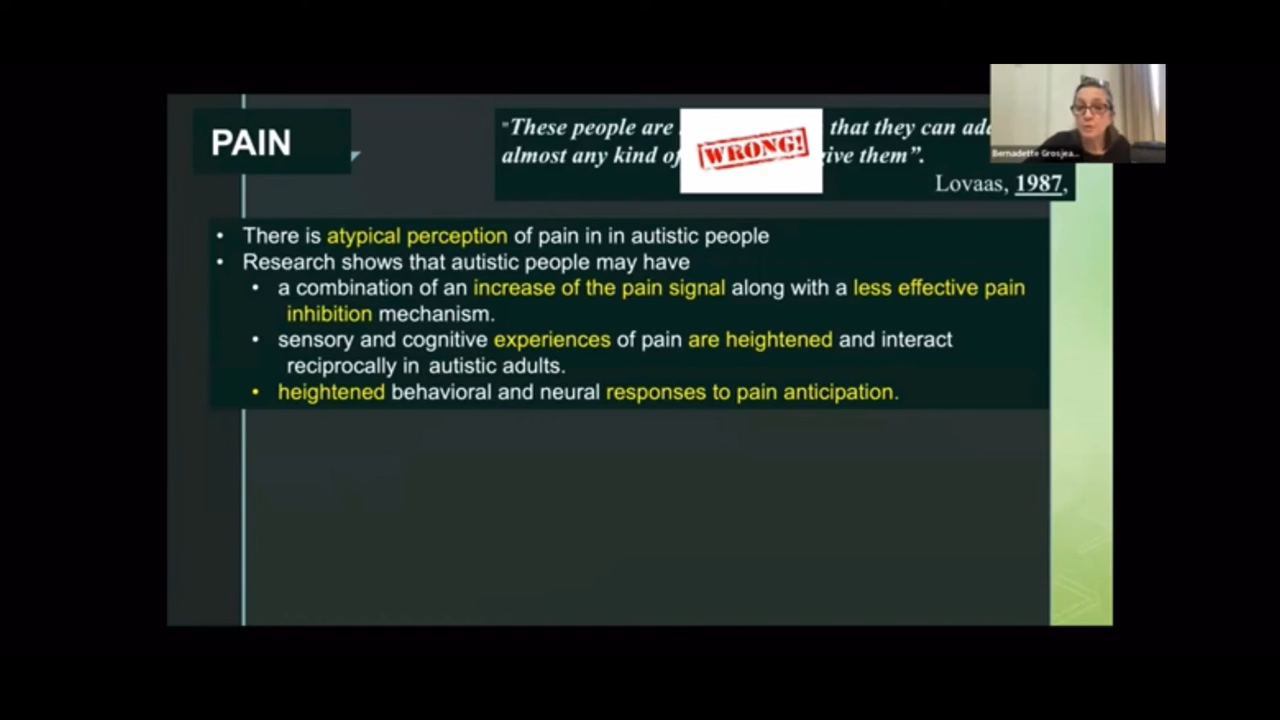 PAIN
"These people are
WRONG!
that they can
almost any kind of
give them”.
Lovaas, 1987,
Bernadette Grosjea...
• There is atypical perception of pain in in autistic people
• Research shows that autistic people may have
• a combination of an increase of the pain signal along with a less effective pain
inhibition mechanism.
• sensory and cognitive experiences of pain are heightened and interact
reciprocally in autistic adults.
• heightened behavioral and neural responses to pain anticipation.